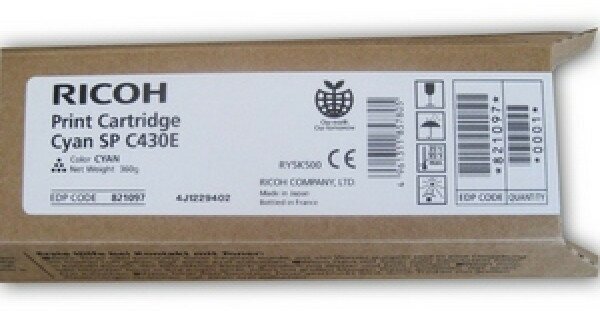 RICOH
Print Cartridge
Cyan SP C430E
Color: CYAN
Net Weight: 360g
EDP CODE 821097 4J1229402
RYSK500 CE
RICOH COMPANY, LTD.
Made in Japan
Bottled in France
*821097*
*0001*
EDP CODE QUANTITY